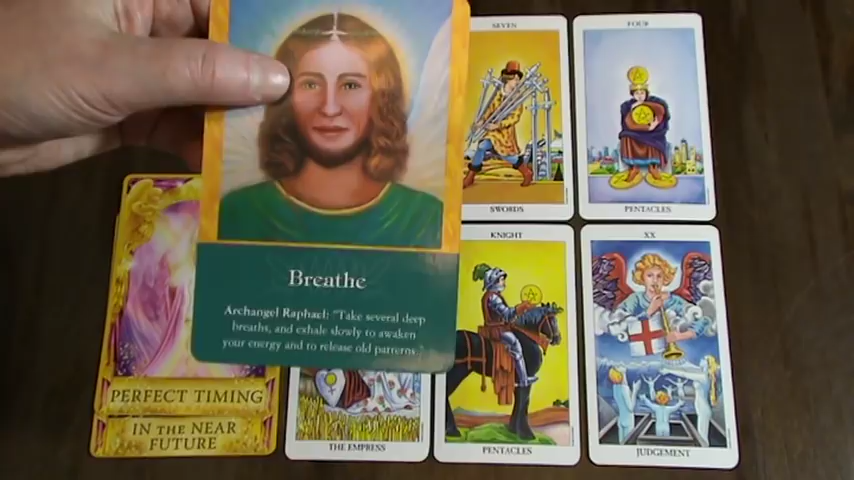 SEVEN
SWORDS
FOUR
PENTACLES
Breathe
Archangel Raphael: "Take several deep
breaths, and exhale slowly to awaken
your energy and to release old patterns."
PERFECT TIMING
IN THE NEAR
FUTURE
THE EMPRESS
KNIGHT
PENTACLES
XX
JUDGEMENT